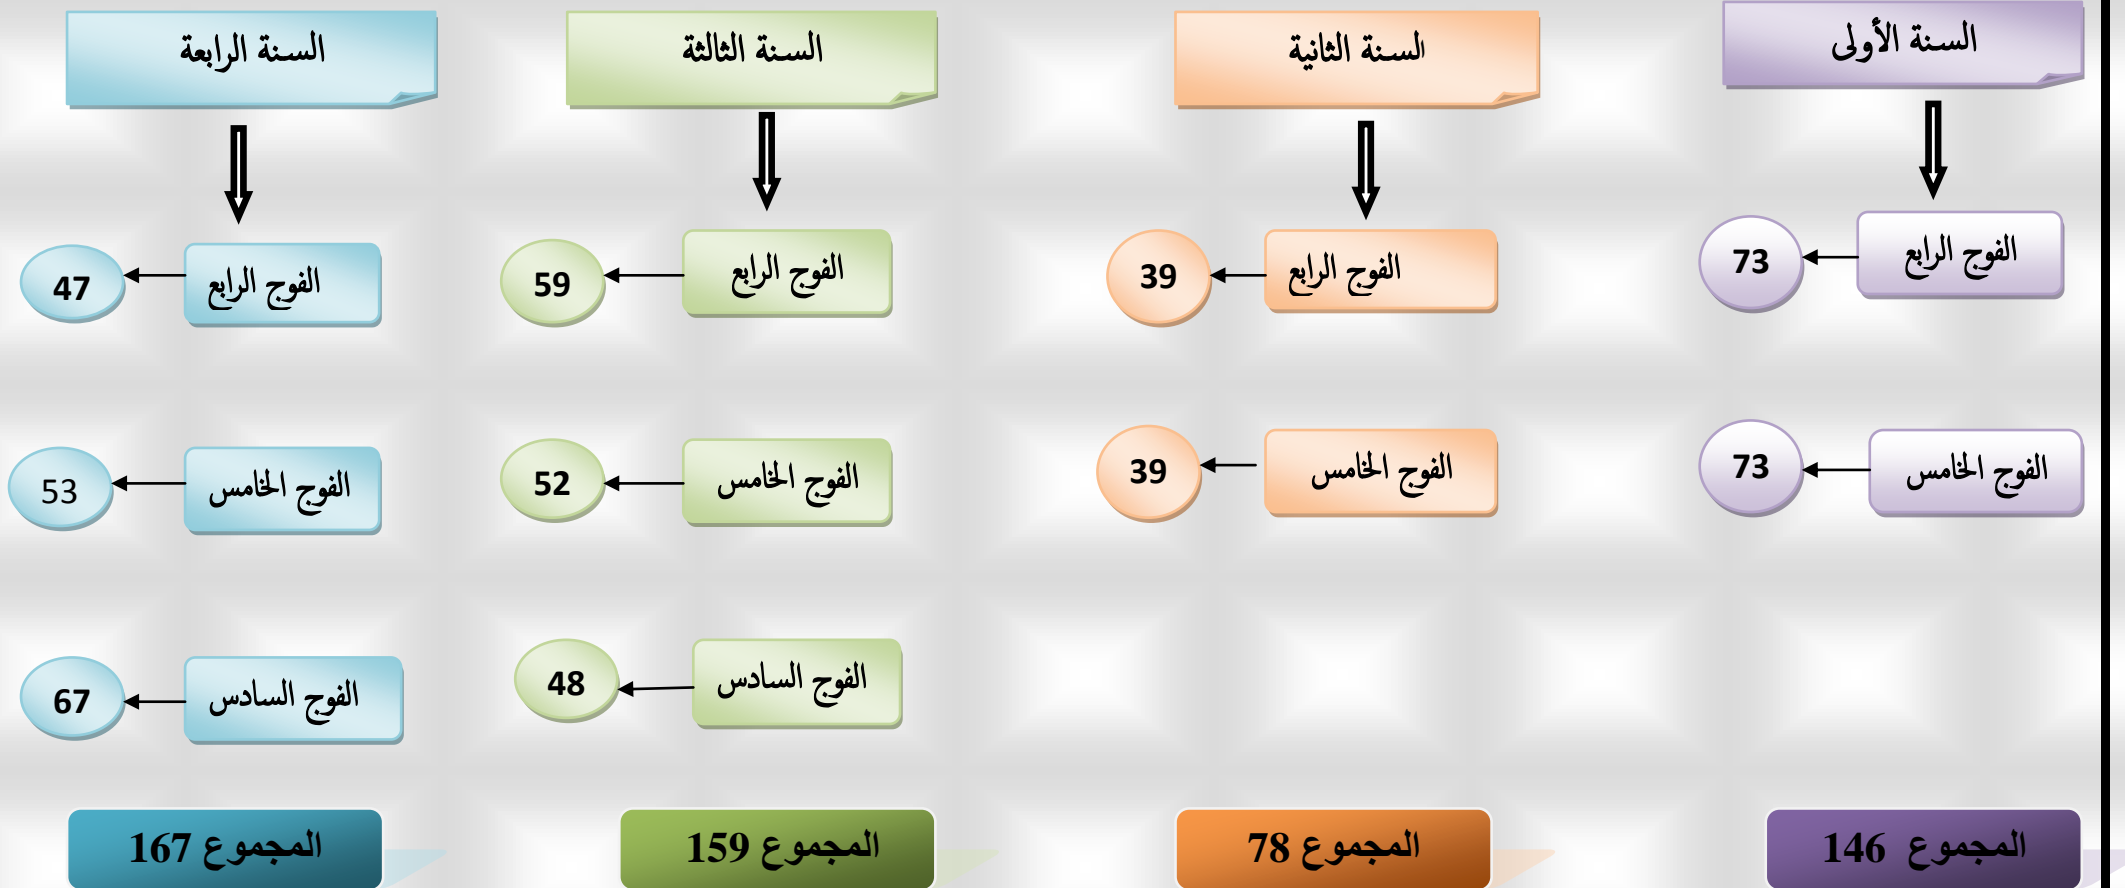 السنة الأولى
الفوج الرابع
73
الفوج الخامس
73
المجموع 146
السنة الثانية
الفوج الرابع
39
الفوج الخامس
39
المجموع 78
السنة الثالثة
الفوج الرابع
59
الفوج الخامس
52
الفوج السادس
48
المجموع 159
السنة الرابعة
الفوج الرابع
47
الفوج الخامس
53
الفوج السادس
67
المجموع 167